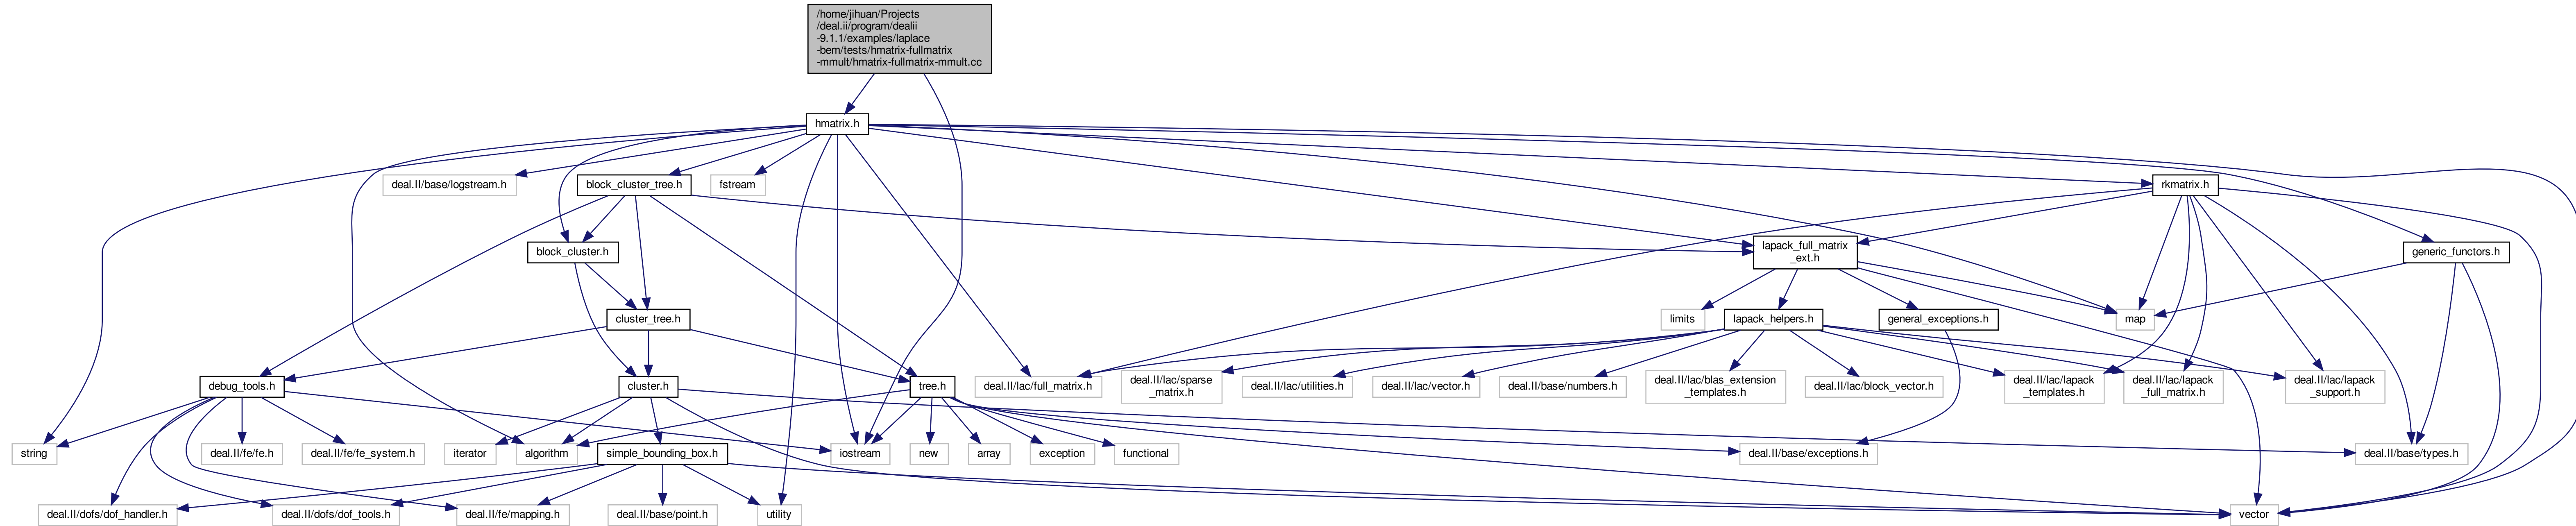 /home/jihuan/Projects
/deal.ii/program/dealii
-9.1.1/examples/laplace
-bem/tests/hmatrix-fullmatrix
-mmult/hmatrix-fullmatrix-mmult.cc
hmatrix.h
deal.II/base/logstream.h
block_cluster_tree.h
fstream
rkmatrix.h
block_cluster.h
lapack_full_matrix
_ext.h
generic_functors.h
cluster_tree.h
limits
lapack_helpers.h
general_exceptions.h
map
debug_tools.h
cluster.h
tree.h
deal.II/lac/full_matrix.h
deal.II/lac/sparse
_matrix.h
deal.II/lac/utilities.h
deal.II/lac/vector.h
deal.II/base/numbers.h
deal.II/lac/blas_extension
_templates.h
deal.II/lac/block_vector.h
deal.II/lac/lapack
_templates.h
deal.II/lac/lapack
_full_matrix.h
deal.II/lac/lapack
_support.h
string
deal.II/fe/fe.h
deal.II/fe/fe_system.h
iterator
algorithm
simple_bounding_box.h
iostream
new
array
exception
functional
deal.II/base/exceptions.h
deal.II/base/types.h
deal.II/dofs/dof_handler.h
deal.II/dofs/dof_tools.h
deal.II/fe/mapping.h
deal.II/base/point.h
utility
vector